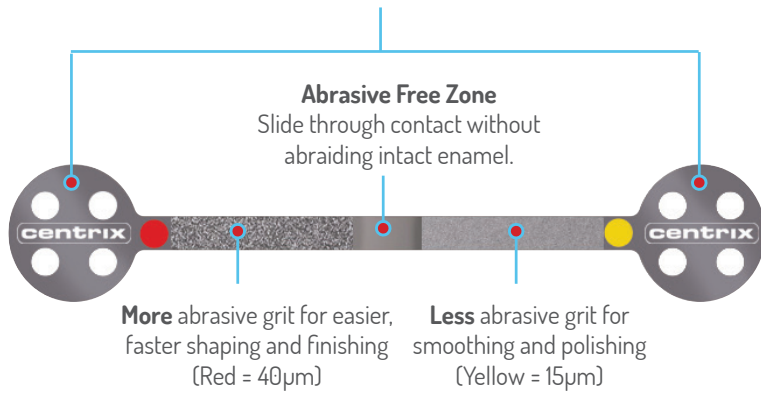 Abrasive Free Zone
Slide through contact without
abraiding intact enamel.
centrix
centrix
More abrasive grit for easier,
faster shaping and finishing
(Red = 40µm)
Less abrasive grit for
smoothing and polishing
(Yellow = 15µm)